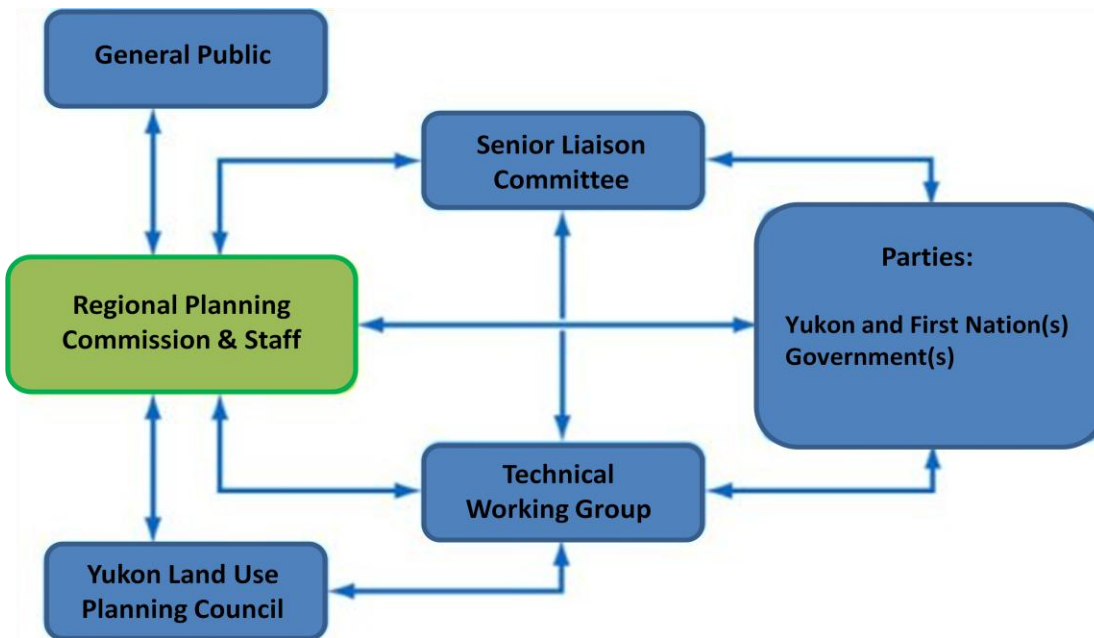 General Public
Senior Liaison
Committee
Parties:
Yukon and First Nation(s)
Government(s)
Regional Planning
Commission & Staff
Technical
Working Group
Yukon Land Use
Planning Council